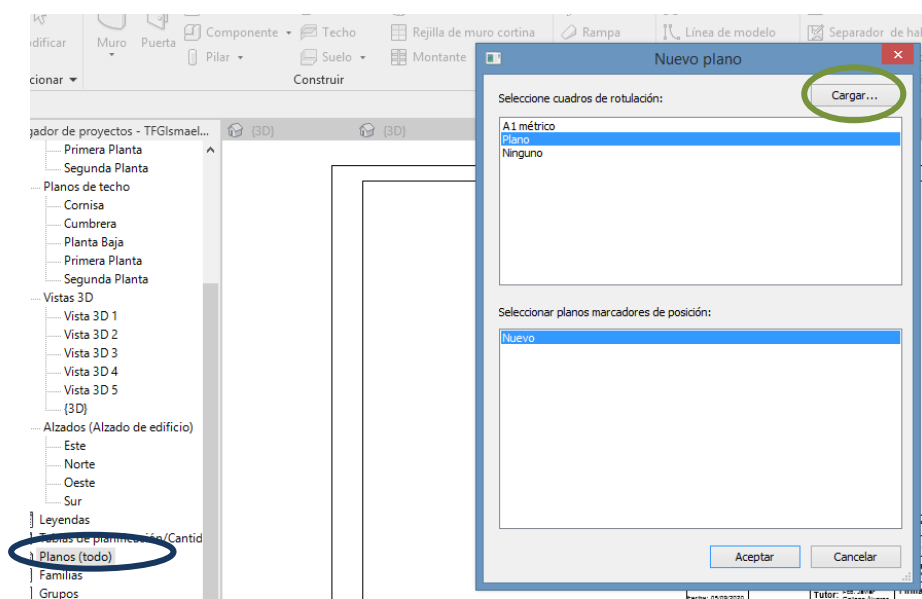 Componente
Techo
Rejilla de muro cortina
Rampa
Línea de modelo
Separador de hal
odificar
Muro
Puerta
Pilar
Suelo
Montante
cionar
Construir
Nuevo plano
Seleccione cuadros de rotulación:
Cargar...
A1 métrico
Plano
Ninguno
Seleccionar planos marcadores de posición:
Nuevo
Aceptar
Cancelar
gador de proyectos - TFGIsmael...
{3D}
{3D}
Primera Planta
Segunda Planta
Planos de techo
Cornisa
Cumbrera
Planta Baja
Primera Planta
Segunda Planta
Vistas 3D
Vista 3D 1
Vista 3D 2
Vista 3D 3
Vista 3D 4
Vista 3D 5
{3D}
Alzados (Alzado de edificio)
Este
Norte
Oeste
Sur
Leyendas
Tablas de planificación/Cantid
Planos (todo)
Familias
Grupos
Fecha: 05/09/2020
Tutor: